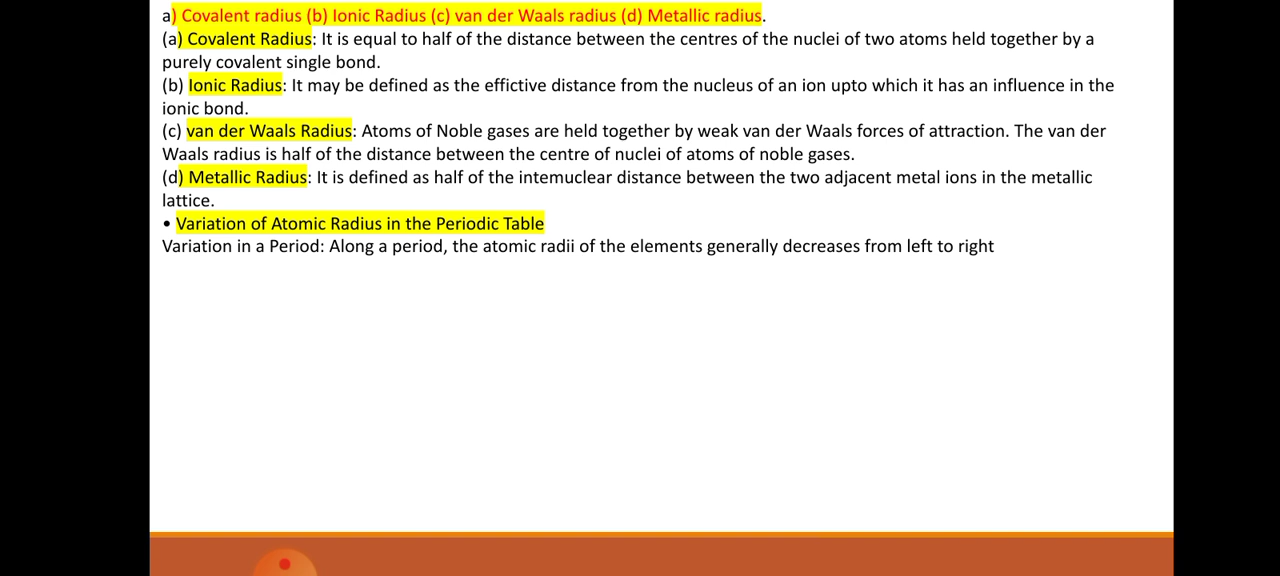 a) Covalent radius (b) Ionic Radius (c) van der Waals radius (d) Metallic radius.
(a) Covalent Radius: It is equal to half of the distance between the centres of the nuclei of two atoms held together by a
purely covalent single bond.
(b) Ionic Radius: It may be defined as the effictive distance from the nucleus of an ion upto which it has an influence in the
ionic bond.
(c) van der Waals Radius: Atoms of Noble gases are held together by weak van der Waals forces of attraction. The van der
Waals radius is half of the distance between the centre of nuclei of atoms of noble gases.
(d) Metallic Radius: It is defined as half of the intemuclear distance between the two adjacent metal ions in the metallic
lattice.
• Variation of Atomic Radius in the Periodic Table
Variation in a Period: Along a period, the atomic radii of the elements generally decreases from left to right